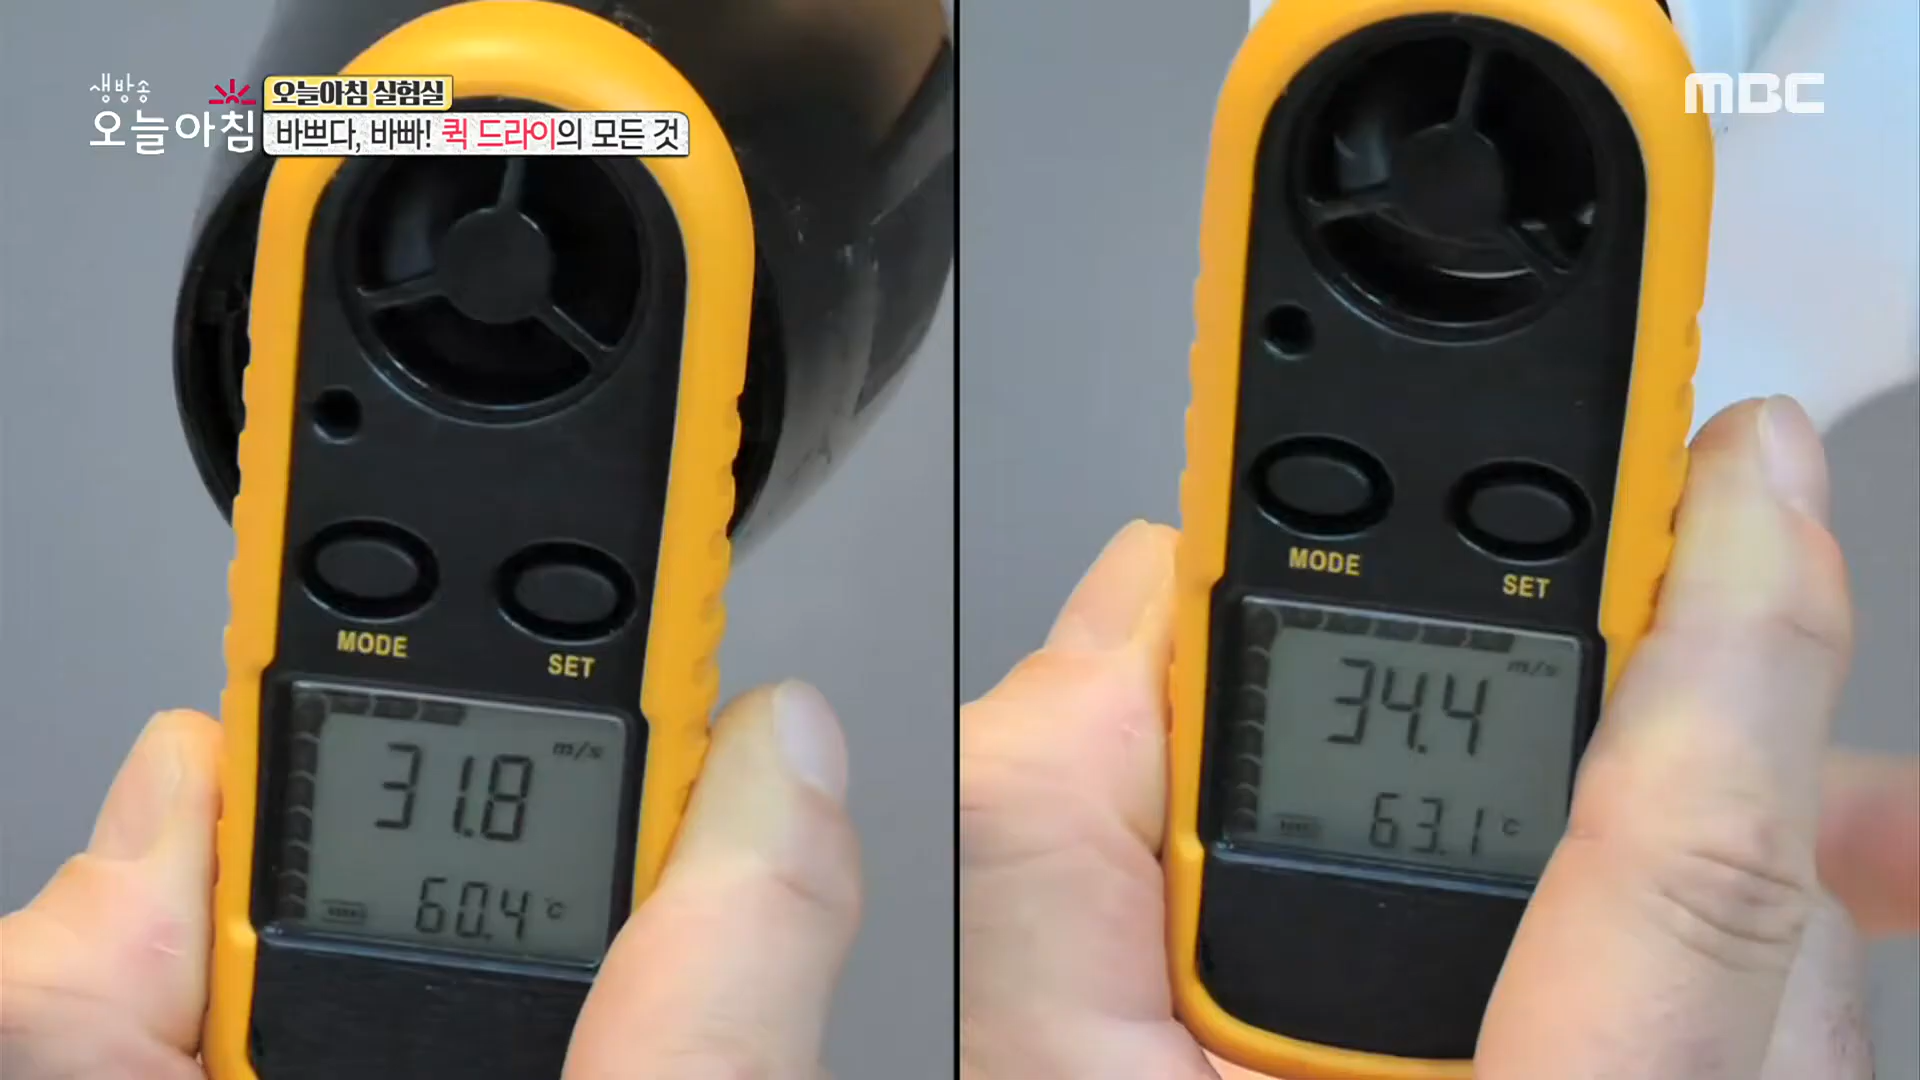 생방송
오늘아침
오늘아침 실험실
바쁘다, 바빠! 퀵 드라이의 모든 것
MBC
MODE
SET
31.8 m/s
60.4 °C
MODE
SET
34.4 m/s
63.1 °C